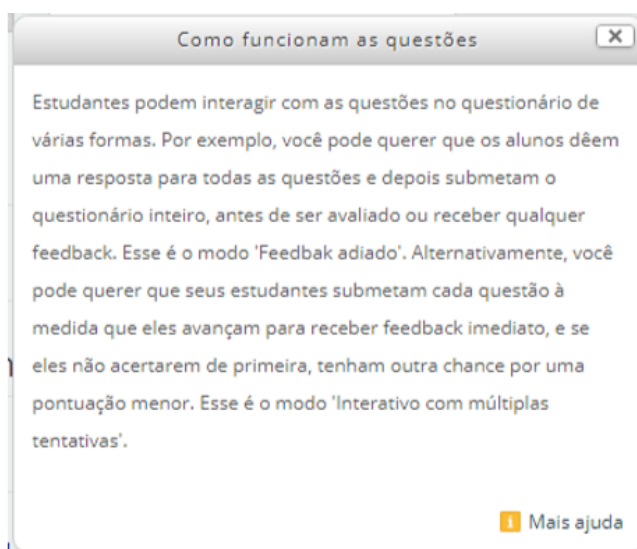 Como funcionam as questões
Estudantes podem interagir com as questões no questionário de
várias formas. Por exemplo, você pode querer que os alunos dêem
uma resposta para todas as questões e depois submetam o
questionário inteiro, antes de ser avaliado ou receber qualquer
feedback. Esse é o modo 'Feedbak adiado'. Alternativamente, você
pode querer que seus estudantes submetam cada questão à
medida que eles avançam para receber feedback imediato, e se
eles não acertarem de primeira, tenham outra chance por uma
pontuação menor. Esse é o modo 'Interativo com múltiplas
tentativas'.
Mais ajuda